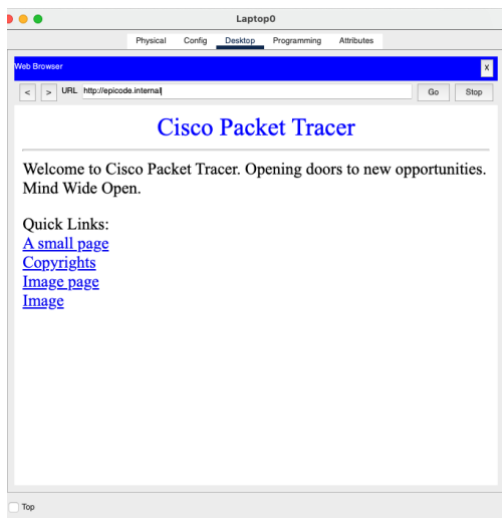 Laptop0
Physical Config Desktop Programming Attributes
Web Browser X
< > URL http://epicode.internal Go Stop
Cisco Packet Tracer
Welcome to Cisco Packet Tracer. Opening doors to new opportunities.
Mind Wide Open.
Quick Links:
A small page
Copyrights
Image page
Image
Top